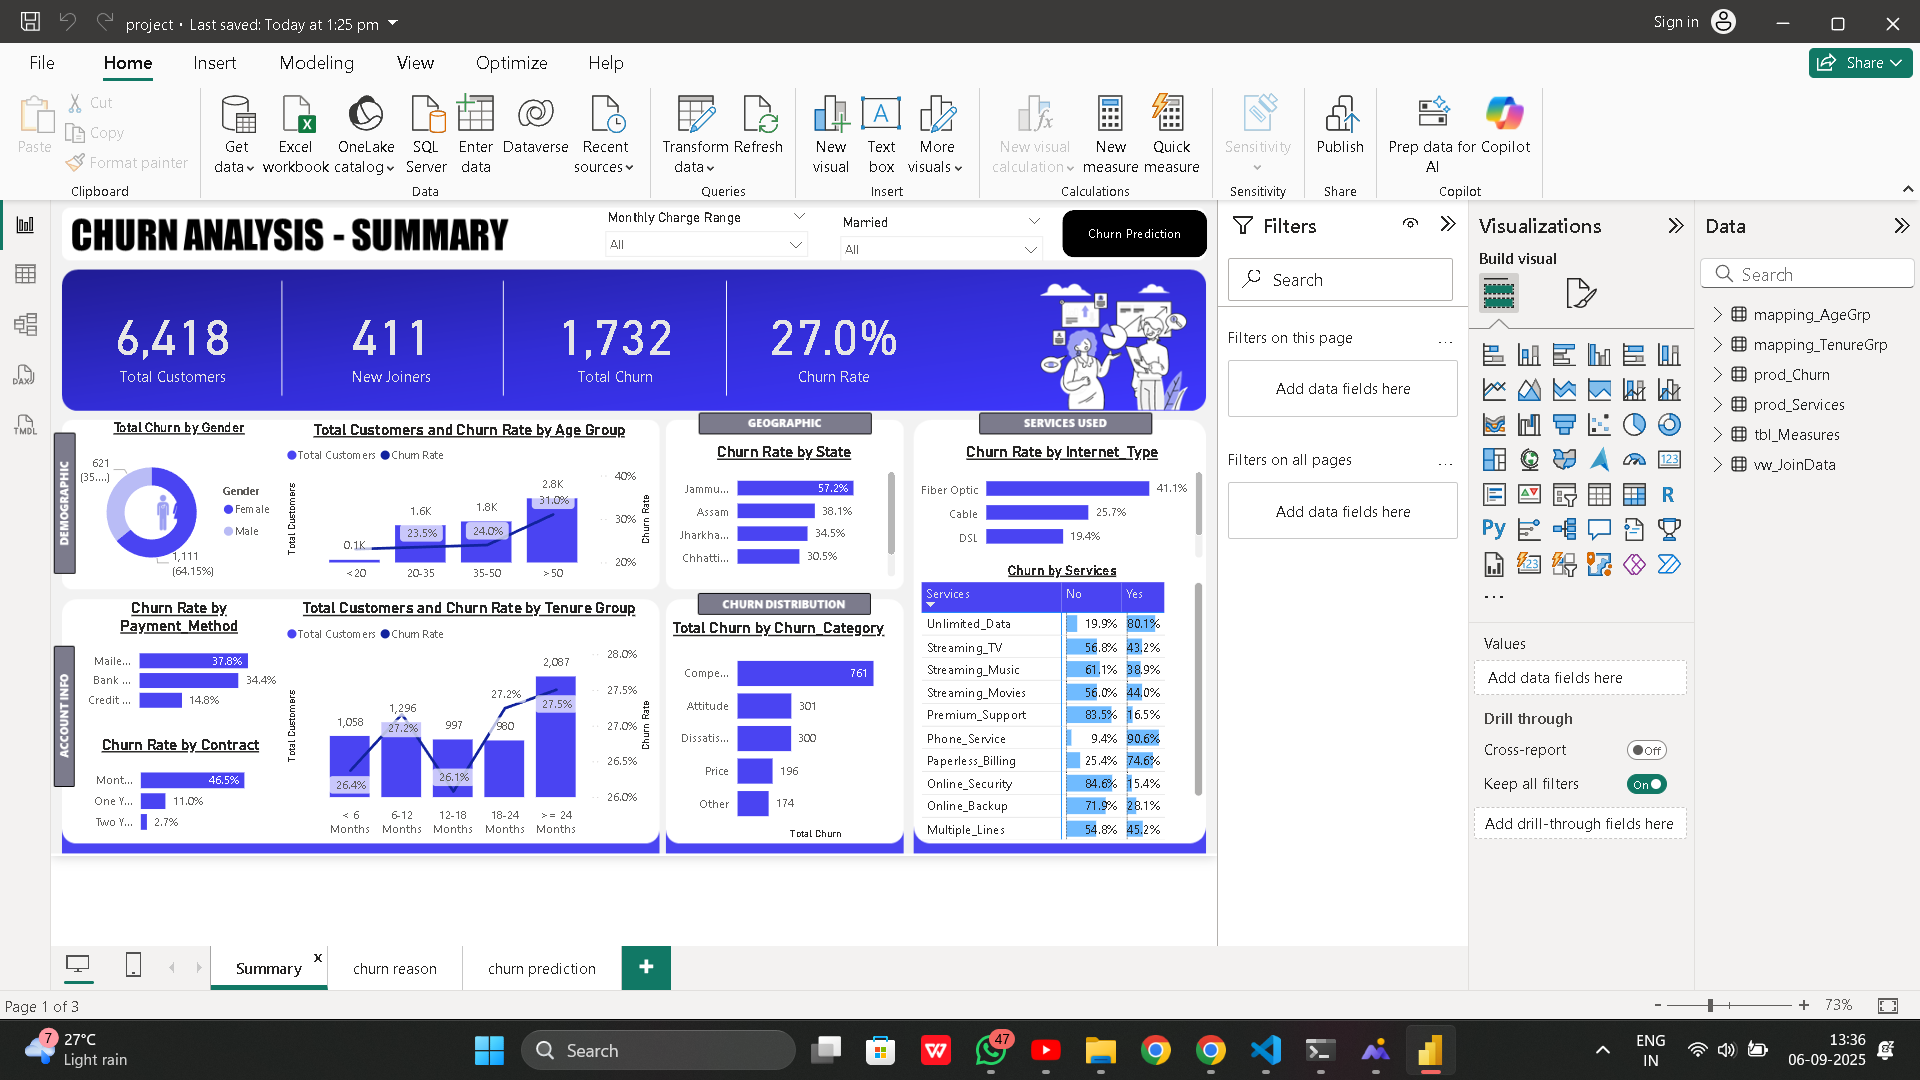 project • Last saved: Today at 1:25 pm
Sign in
File Home Insert Modeling View Optimize Help
Share
Paste
Cut
Copy
Format painter
Clipboard
Get data
Excel workbook
OneLake catalog
SQL Server
Enter data
Dataverse
Recent sources
Data
Transform data
Refresh
Queries
New visual
Text box
More visuals
Insert
New visual calculation
New measure
Quick measure
Calculations
Sensitivity
Sensitivity
Publish
Share
Prep data for AI
Copilot
Copilot
CHURN ANALYSIS - SUMMARY
Monthly Charge Range
All
Married
All
Churn Prediction
6,418
Total Customers
411
New Joiners
1,732
Total Churn
27.0%
Churn Rate
DEMOGRAPHIC
Total Churn by Gender
621
(35....)
1,111
(64.15%)
Gender
Female
Male
Total Customers and Churn Rate by Age Group
Total Customers Churn Rate
Total Customers
0.1K 1.6K 1.8K 2.8K
23.5% 24.0% 31.0%
40%
30%
20%
Churn Rate
<20 20-35 35-50 >50
GEOGRAPHIC
Churn Rate by State
Jammu... 57.2%
Assam 38.1%
Jharkha... 34.5%
Chhatti... 30.5%
SERVICES USED
Churn Rate by Internet_Type
Fiber Optic 41.1%
Cable 25.7%
DSL 19.4%
Churn by Services
Services No Yes
Unlimited_Data 19.9% 80.1%
Streaming_TV 56.8% 43.2%
Streaming_Music 61.1% 38.9%
Streaming_Movies 56.0% 44.0%
Premium_Support 83.5% 16.5%
Phone_Service 9.4% 90.6%
Paperless_Billing 25.4% 74.6%
Online_Security 84.6% 15.4%
Online_Backup 71.9% 28.1%
Multiple_Lines 54.8% 45.2%
ACCOUNT INFO
Churn Rate by
Payment_Method
Maile... 37.8%
Bank ... 34.4%
Credit ... 14.8%
Churn Rate by Contract
Mont... 46.5%
One Y... 11.0%
Two Y... 2.7%
Total Customers and Churn Rate by Tenure Group
Total Customers Churn Rate
Total Customers
1,058 1,296 997 980 2,087
26.4% 27.2% 26.1% 27.2% 27.5%
28.0%
27.5%
27.0%
26.5%
26.0%
Churn Rate
< 6 Months
6-12 Months
12-18 Months
18-24 Months
>= 24 Months
CHURN DISTRIBUTION
Total Churn by Churn_Category
Compe... 761
Attitude 301
Dissatis... 300
Price 196
Other 174
Total Churn
Filters
Search
Filters on this page ...
Add data fields here
Filters on all pages ...
Add data fields here
Visualizations
Build visual
123
R
Py
123
...
Values
Add data fields here
Drill through
Cross-report Off
Keep all filters On
Add drill-through fields here
Data
Search
mapping_AgeGrp
mapping_TenureGrp
prod_Churn
prod_Services
tbl_Measures
vw_JoinData
DAX
TMDL
Summary x
churn reason
churn prediction
+
Page 1 of 3
- + 73%
7
27°C
Light rain
Search
47
ENG
IN
13:36
06-09-2025